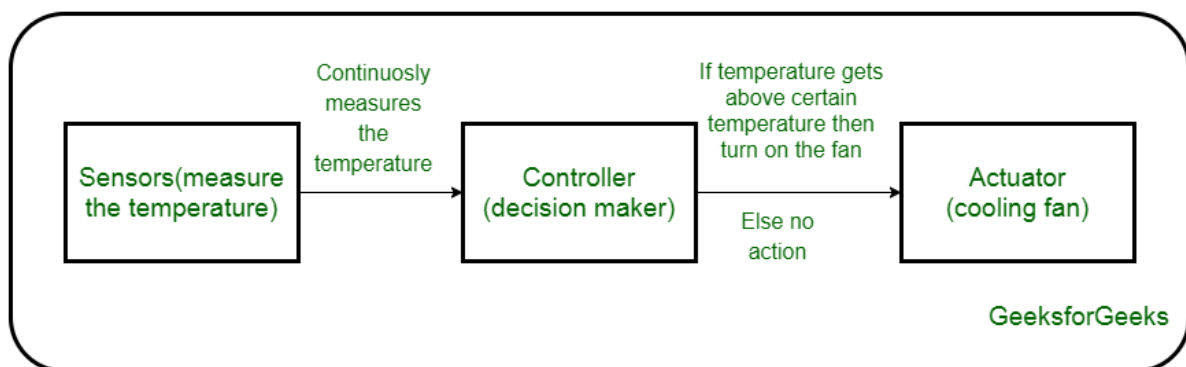 Sensors(measure
the temperature)
Continuosly
measures
the
temperature
Controller
(decision maker)
If temperature gets
above certain
temperature then
turn on the fan
Else no
action
Actuator
(cooling fan)
GeeksforGeeks